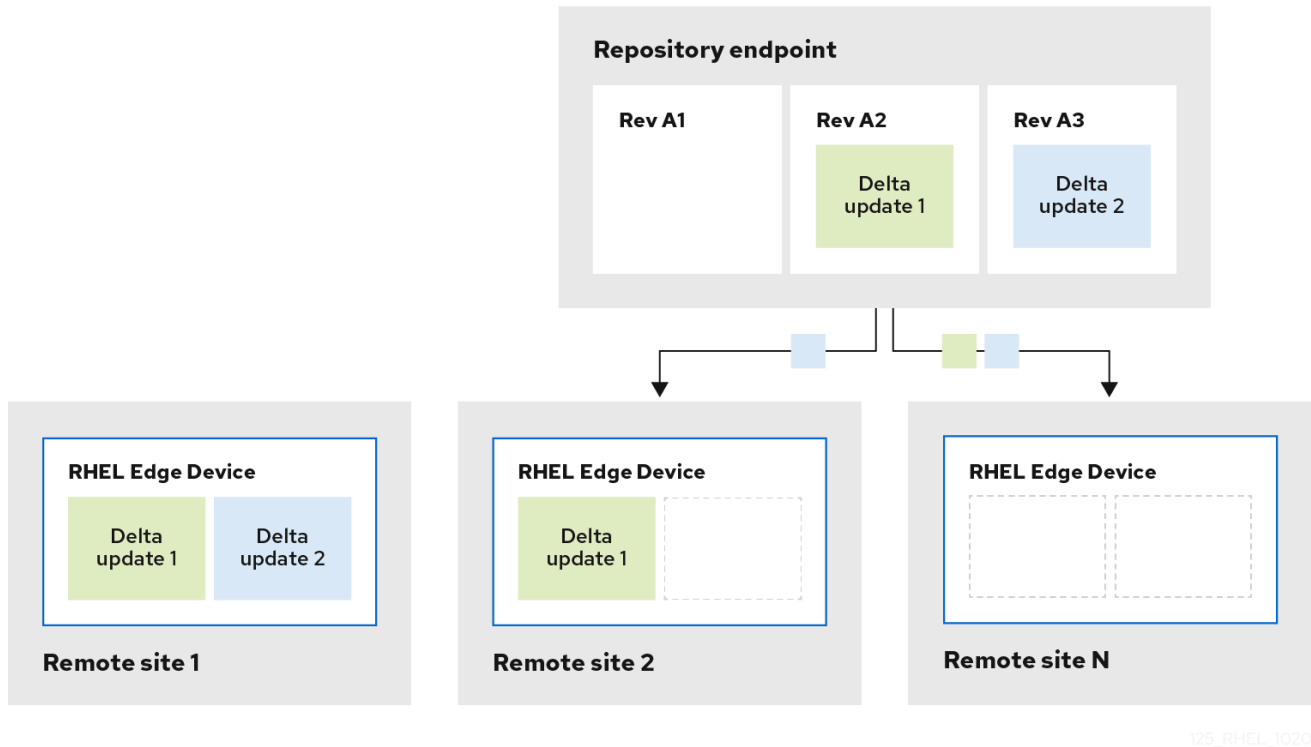 Repository endpoint
Rev A1
Rev A2
Rev A3
Delta
update 1
Delta
update 2
RHEL Edge Device
Delta
update 1
Delta
update 2
Remote site 1
RHEL Edge Device
Delta
update 1
Remote site 2
RHEL Edge Device
Remote site N
125_RHEL_1020